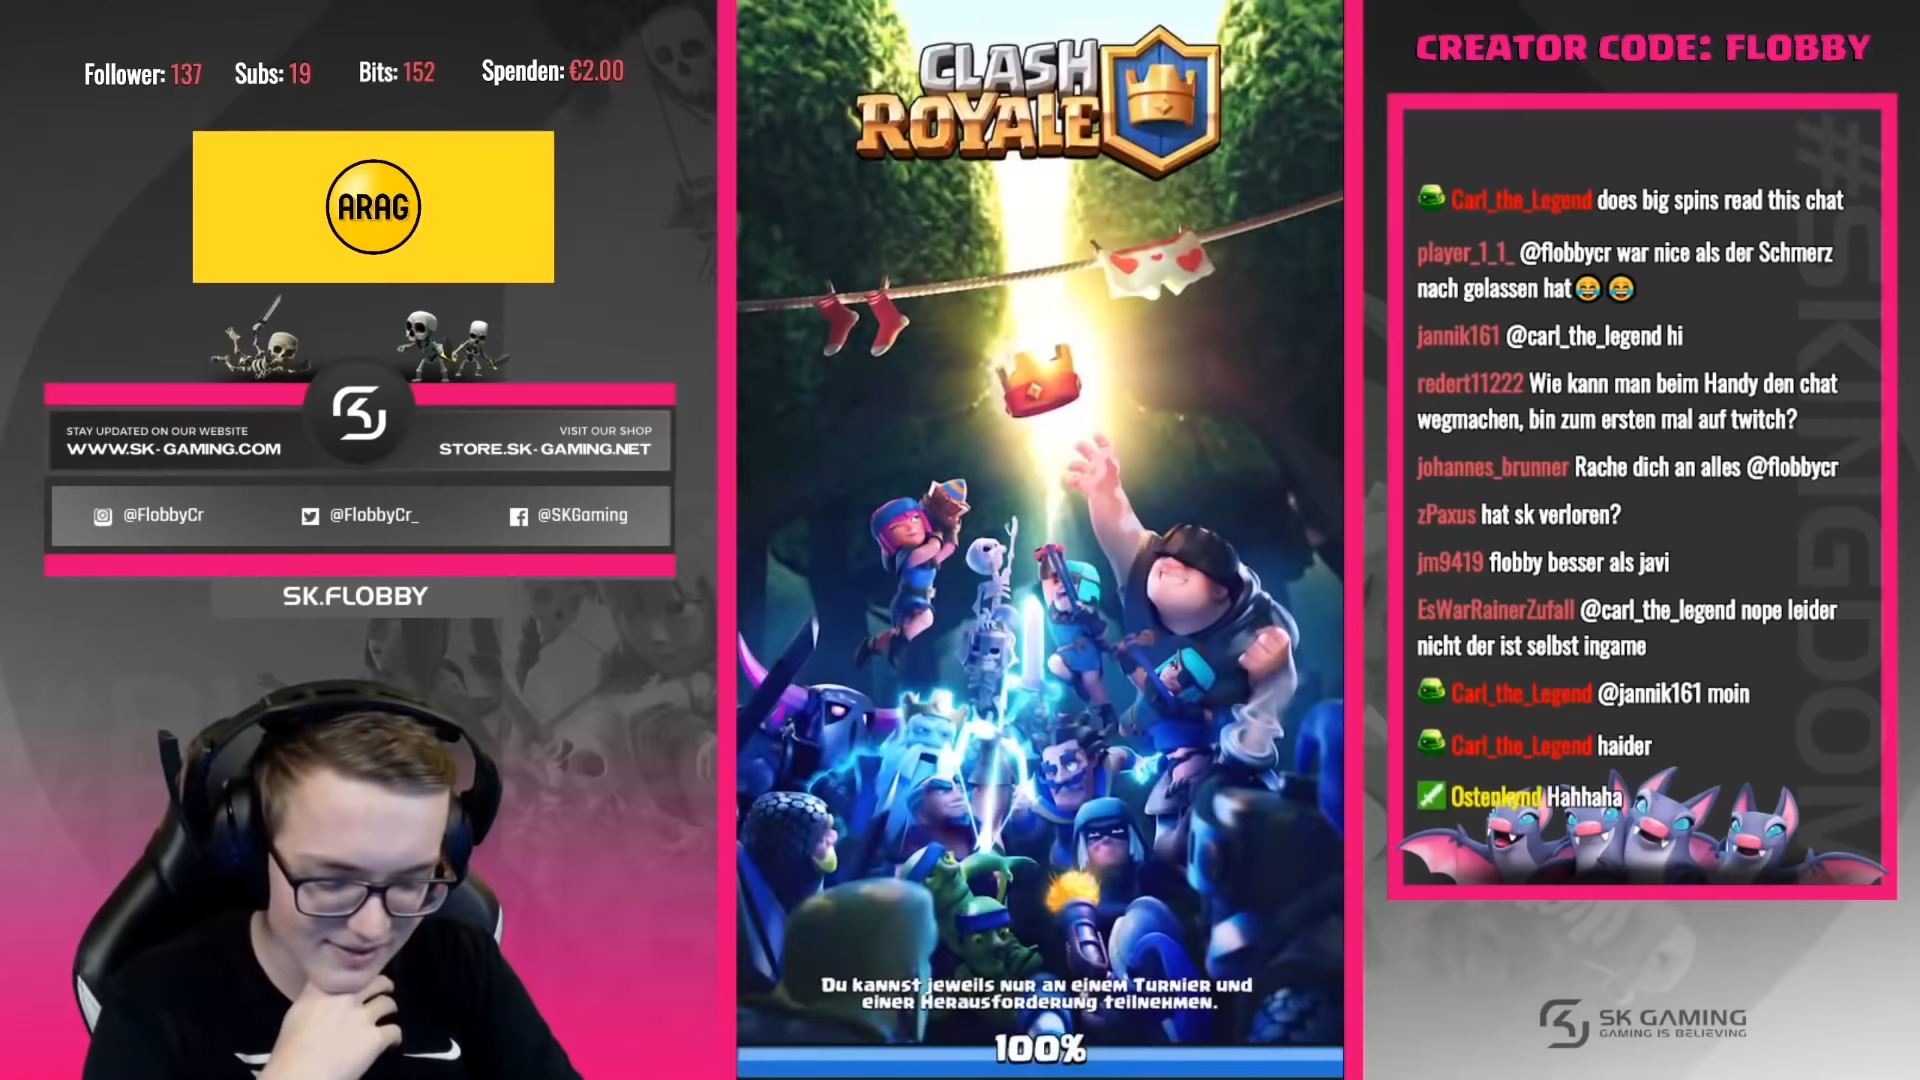 Follower: 137 Subs: 19 Bits: 152 Spenden: €2.00
ARAG
STAY UPDATED ON OUR WEBSITE
WWW.SK-GAMING.COM
VISIT OUR SHOP
STORE.SK-GAMING.NET
@FlobbyCr @FlobbyCr_ @SKGaming
SK.FLOBBY
CLASH
ROYALE
Du kannst jeweils nur an einem Turnier und
einer Herausforderung teilnehmen.
100%
CREATOR CODE: FLOBBY
Carl_the_Legend does big spins read this chat
player_1_1_ @flobbycr war nice als der Schmerz
nach gelassen hat😂 😂
jannik161 @carl_the_legend hi
redert11222 Wie kann man beim Handy den chat
wegmachen, bin zum ersten mal auf twitch?
johannes_brunner Rache dich an alles @flobbycr
zPaxus hat sk verloren?
jm9419 flobby besser als javi
EsWarRainerZufall @carl_the_legend nope leider
nicht der ist selbst ingame
Carl_the_Legend @jannik161 moin
Carl_the_Legend haider
Ostenkynd Hahhaha
#SKINGDOM
SK GAMING
GAMING IS BELIEVING